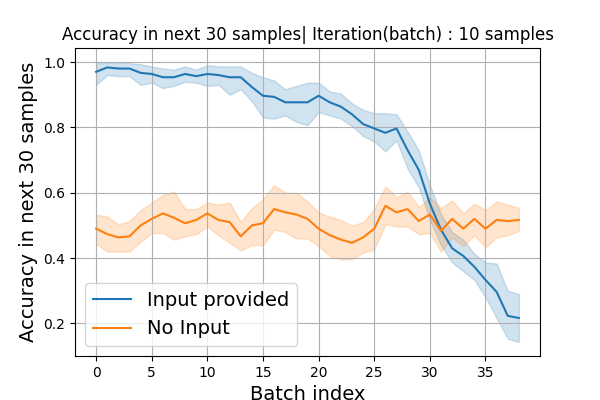 Accuracy in next 30 samples| Iteration(batch) : 10 samples
Accuracy in next 30 samples
1.0
0.8
0.6
0.4
0.2
Input provided
No Input
0 5 10 15 20 25 30 35
Batch index